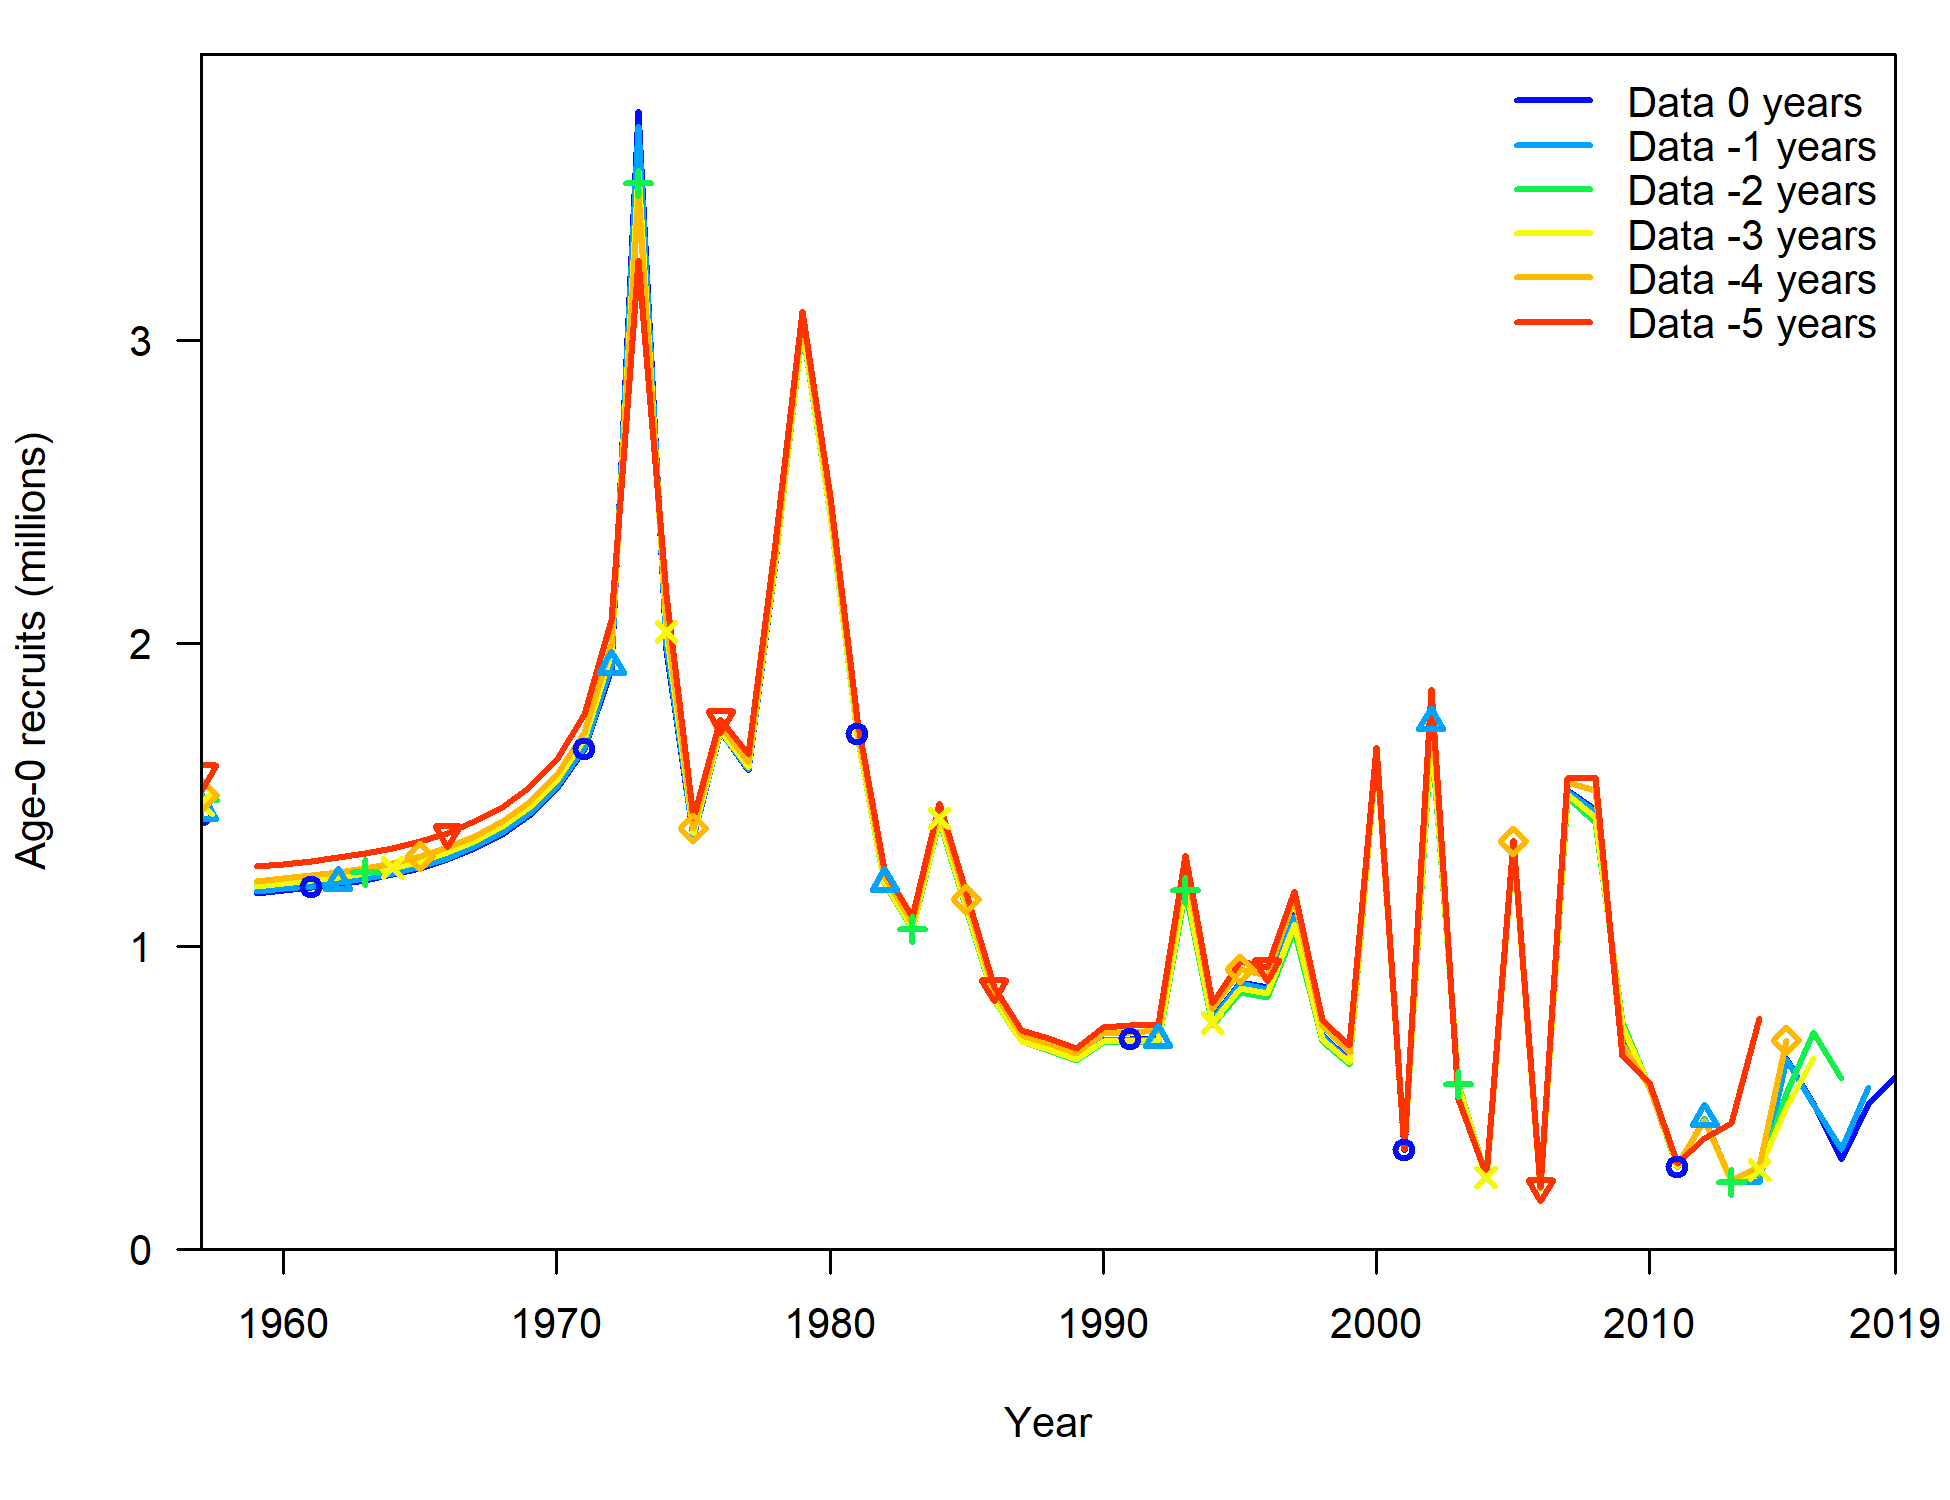 Data 0 years
Data -1 years
Data -2 years
Data -3 years
Data -4 years
Data -5 years
Age-0 recruits (millions)
3
2
1
0
1960 1970 1980 1990 2000 2010 2019
Year